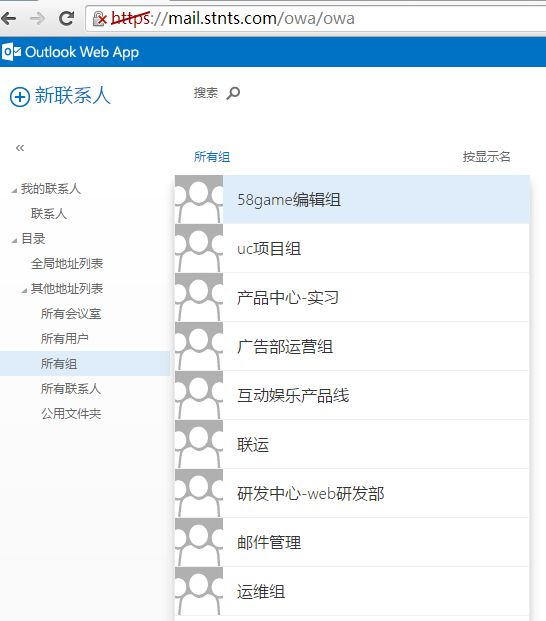 https://mail.stnts.com/owa/owa
Outlook Web App
新联系人
搜索
«
所有组
按显示名
我的联系人
联系人
目录
全局地址列表
其他地址列表
所有会议室
所有用户
所有组
所有联系人
公用文件夹
58game编辑组
uc项目组
产品中心-实习
广告部运营组
互动娱乐产品线
联运
研发中心-web研发部
邮件管理
运维组